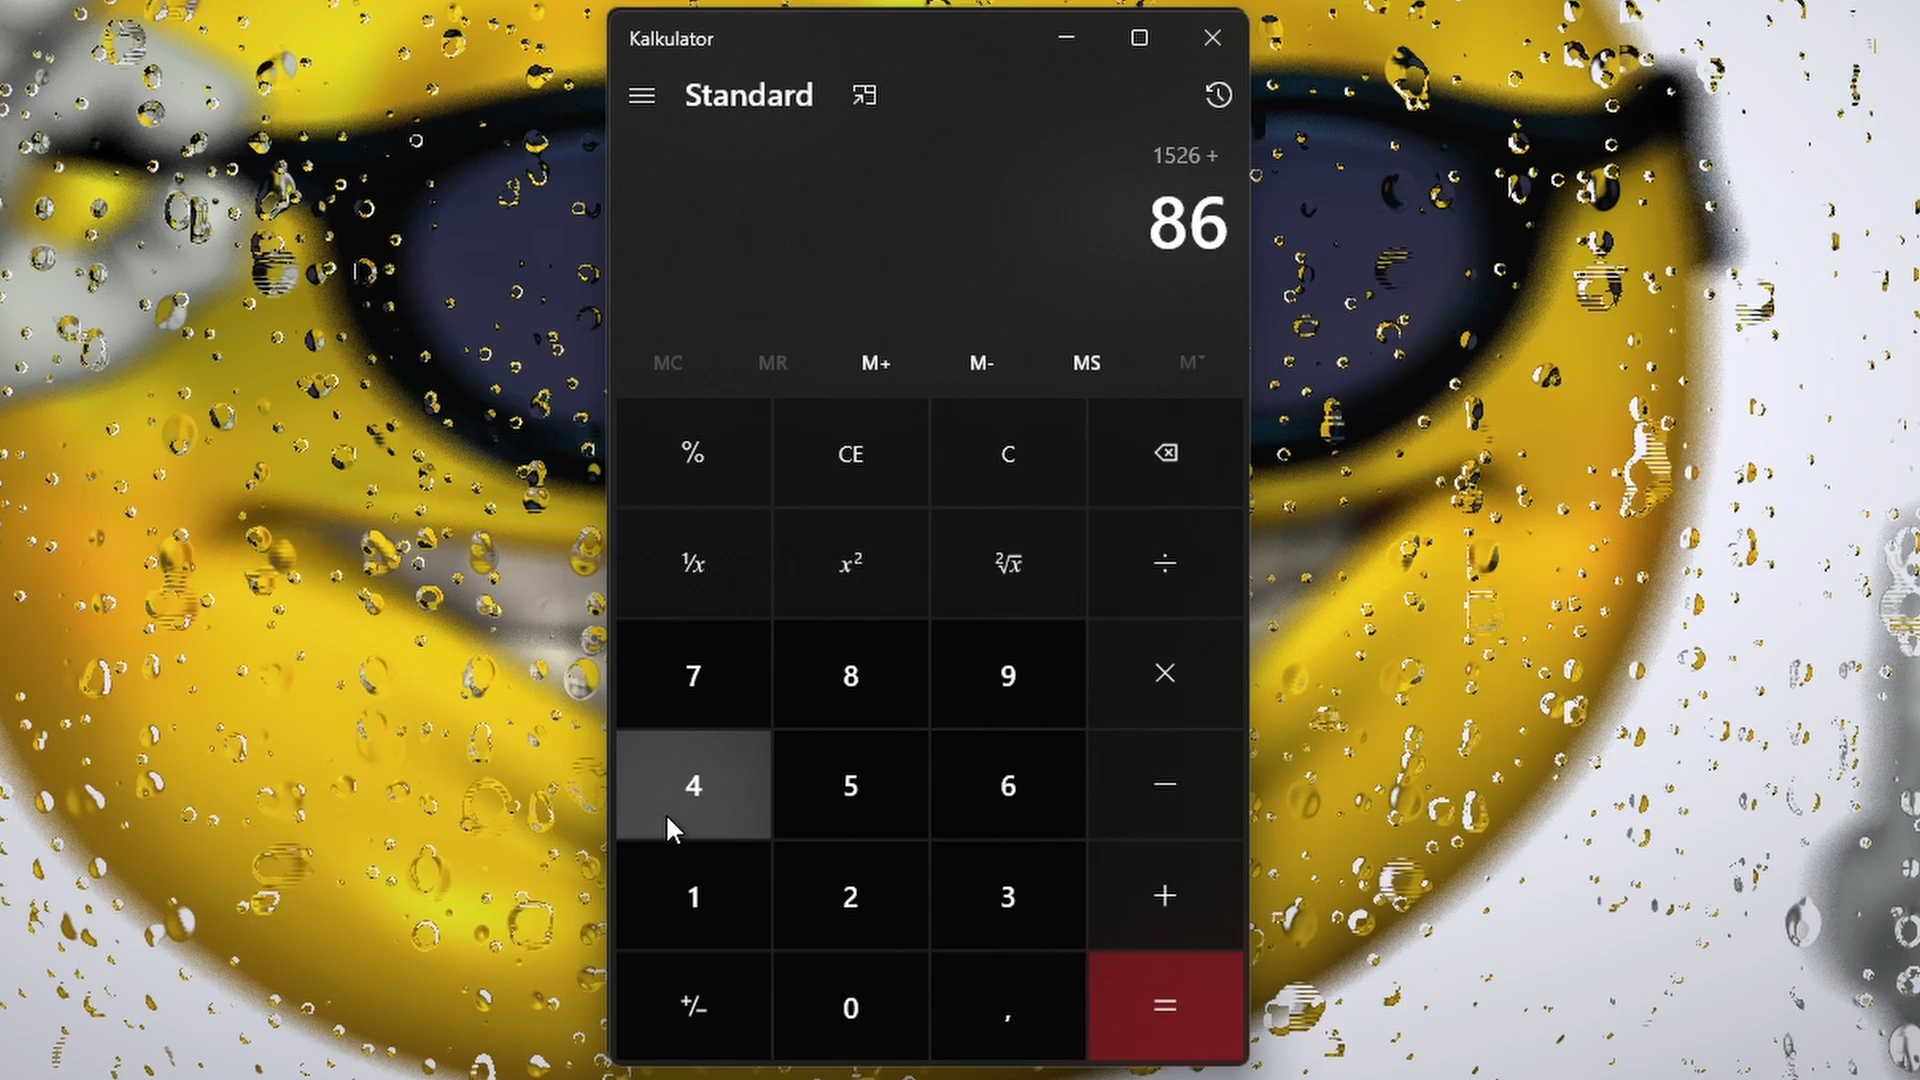 Kalkulator
Standard
1526 +
86
MC MR M+ M- MS M˅
% CE C
¹/x x² ²√x ÷
7 8 9 ×
4 5 6 −
1 2 3 +
+/− 0 , =